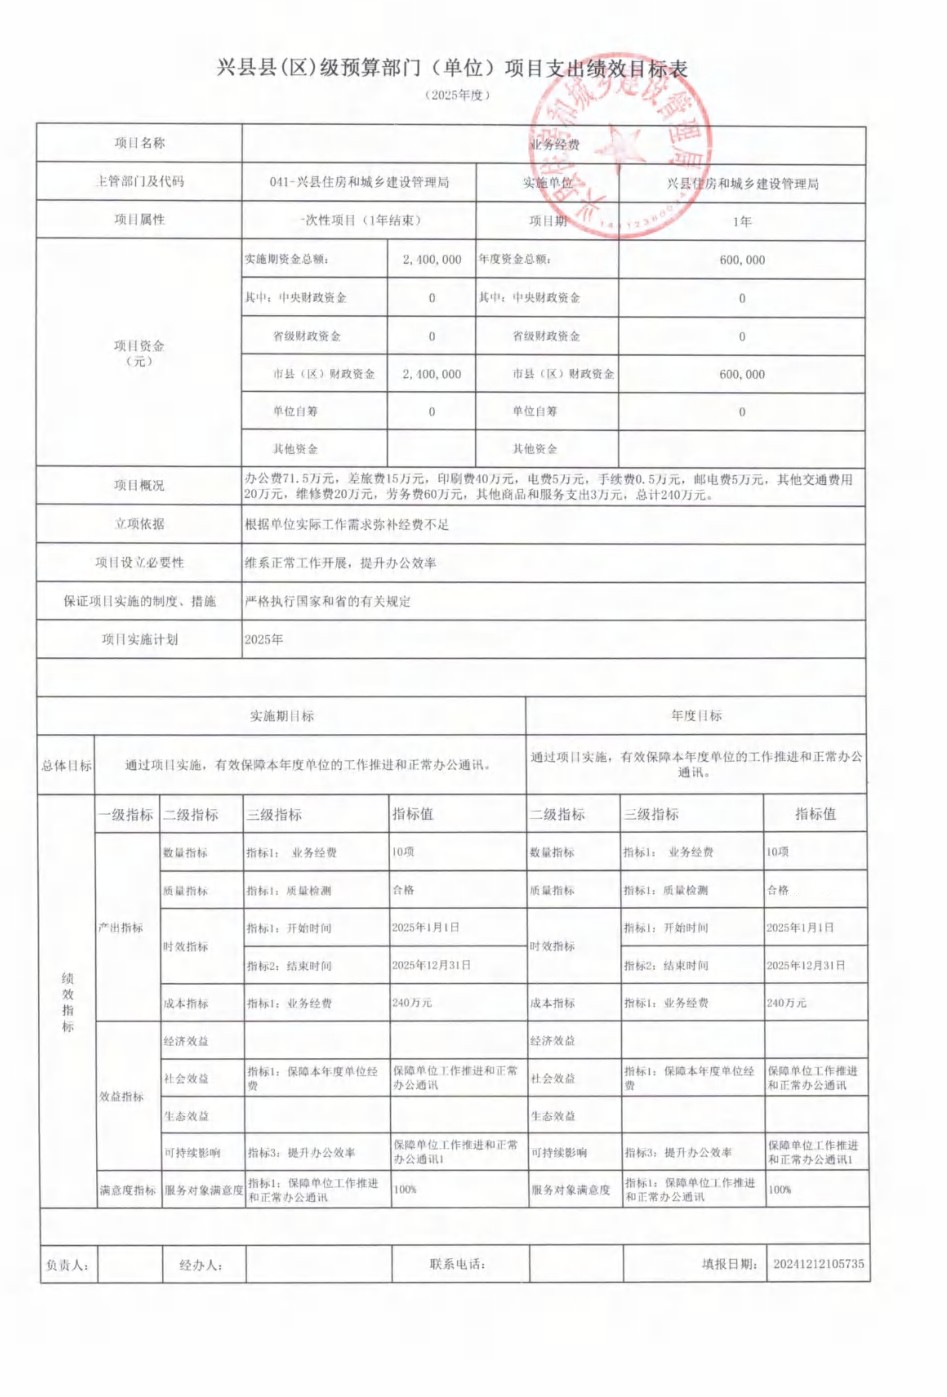 兴县县(区)级预算部门（单位）项目支出绩效目标表
（2025年度）
项目名称 业务经费
主管部门及代码 041-兴县住房和城乡建设管理局 实施单位 兴县住房和城乡建设管理局
项目属性 一次性项目（1年结束） 项目期 1年
项目资金
（元）
实施期资金总额： 2,400,000 年度资金总额： 600,000
其中：中央财政资金 0 其中：中央财政资金 0
省级财政资金 0 省级财政资金 0
市县（区）财政资金 2,400,000 市县（区）财政资金 600,000
单位自筹 0 单位自筹 0
其他资金 其他资金
项目概况 办公费71.5万元，差旅费15万元，印刷费40万元，电费5万元，手续费0.5万元，邮电费5万元，其他交通费用
20万元，维修费20万元，劳务费60万元，其他商品和服务支出3万元，总计240万元。
立项依据 根据单位实际工作需求弥补经费不足
项目设立必要性 维系正常工作开展，提升办公效率
保证项目实施的制度、措施 严格执行国家和省的有关规定
项目实施计划 2025年
实施期目标 年度目标
总体目标 通过项目实施，有效保障本年度单位的工作推进和正常办公通讯。 通过项目实施，有效保障本年度单位的工作推进和正常办公
通讯。
绩效指标
一级指标 二级指标 三级指标 指标值 二级指标 三级指标 指标值
产出指标
数量指标 指标1： 业务经费 10项 数量指标 指标1： 业务经费 10项
质量指标 指标1：质量检测 合格 质量指标 指标1：质量检测 合格
时效指标 指标1：开始时间 2025年1月1日 时效指标 指标1：开始时间 2025年1月1日
指标2：结束时间 2025年12月31日 指标2：结束时间 2025年12月31日
成本指标 指标1：业务经费 240万元 成本指标 指标1：业务经费 240万元
效益指标
经济效益 经济效益
社会效益 指标1：保障本年度单位经
费 保障单位工作推进和正常
办公通讯 社会效益 指标1：保障本年度单位经
费 保障单位工作推进
和正常办公通讯
生态效益 生态效益
可持续影响 指标3：提升办公效率 保障单位工作推进和正常
办公通讯1 可持续影响 指标3：提升办公效率 保障单位工作推进
和正常办公通讯1
满意度指标 服务对象满意度 指标1：保障单位工作推进
和正常办公通讯 100% 服务对象满意度 指标1：保障单位工作推进
和正常办公通讯 100%
负责人： 经办人： 联系电话： 填报日期： 20241212105735
兴县住房和城乡建设管理局